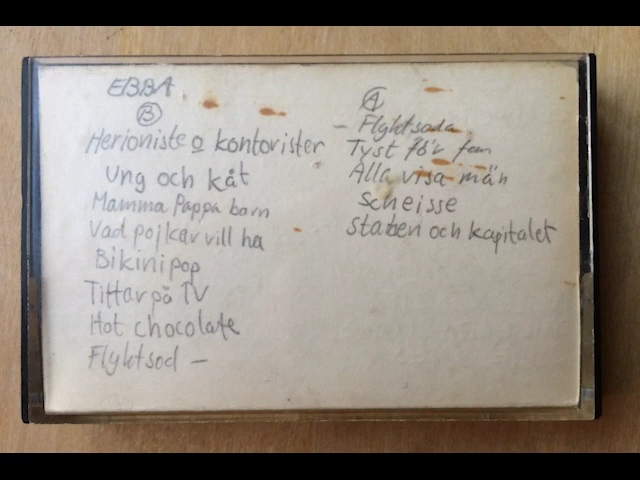 EBBA
B
Herioniste o kontorister
Ung och kåt
Mamma Pappa barn
Vad pojkar vill ha
Bikinipop
Tittar på TV
Hot chocolate
Flyktsod –
A
– Flyktsoda
Tyst för fan
Alla visa män
Scheisse
Staten och kapitalet